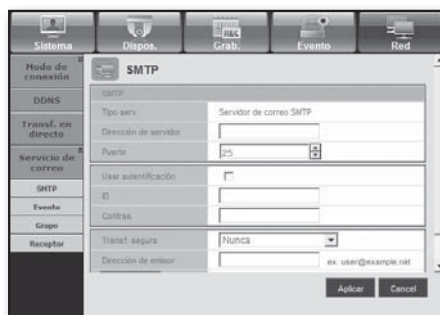 Sistema
Dispos.
REC
Grab.
Evento
Red
Modo de
conexión
DDNS
Transf. en
directo
Servicio de
correo
SMTP
Evento
Grupo
Receptor
SMTP
SMTP
Tipo serv. Servidor de correo SMTP
Dirección de servidor
Puerto 25
Usar autentificación
ID
Contras.
Transf. segura Nunca
Dirección de emisor ex. user@example.net
Aplicar Cancel